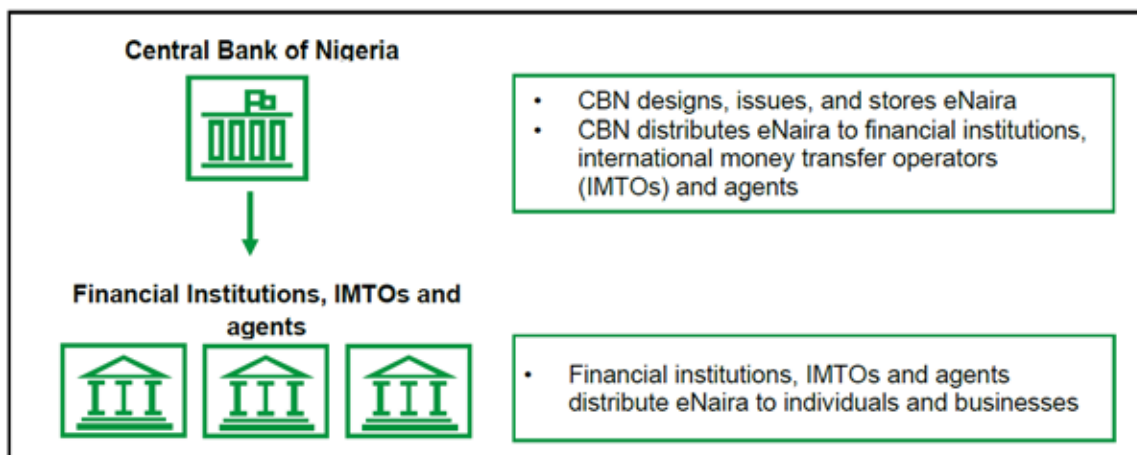 Central Bank of Nigeria
• CBN designs, issues, and stores eNaira
• CBN distributes eNaira to financial institutions,
international money transfer operators
(IMTOs) and agents
Financial Institutions, IMTOs and
agents
• Financial institutions, IMTOs and agents
distribute eNaira to individuals and businesses